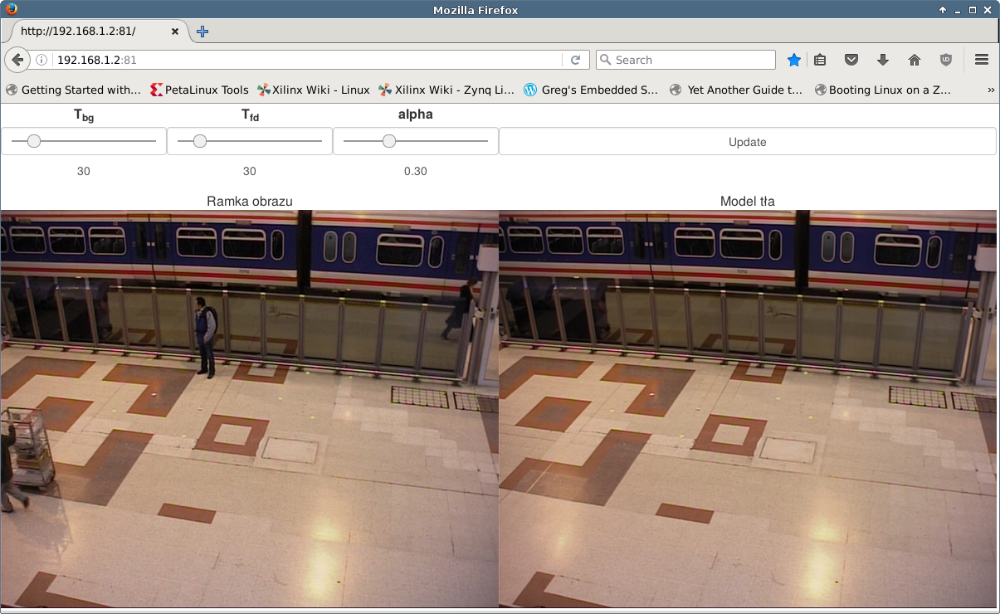 Mozilla Firefox
http://192.168.1.2:81/
192.168.1.2:81
Search
Getting Started with... PetaLinux Tools Xilinx Wiki - Linux Xilinx Wiki - Zynq Li... Greg's Embedded S... Yet Another Guide t... Booting Linux on a Z... »
Tbg Tfd alpha
Update
30 30 0.30
Ramka obrazu Model tła